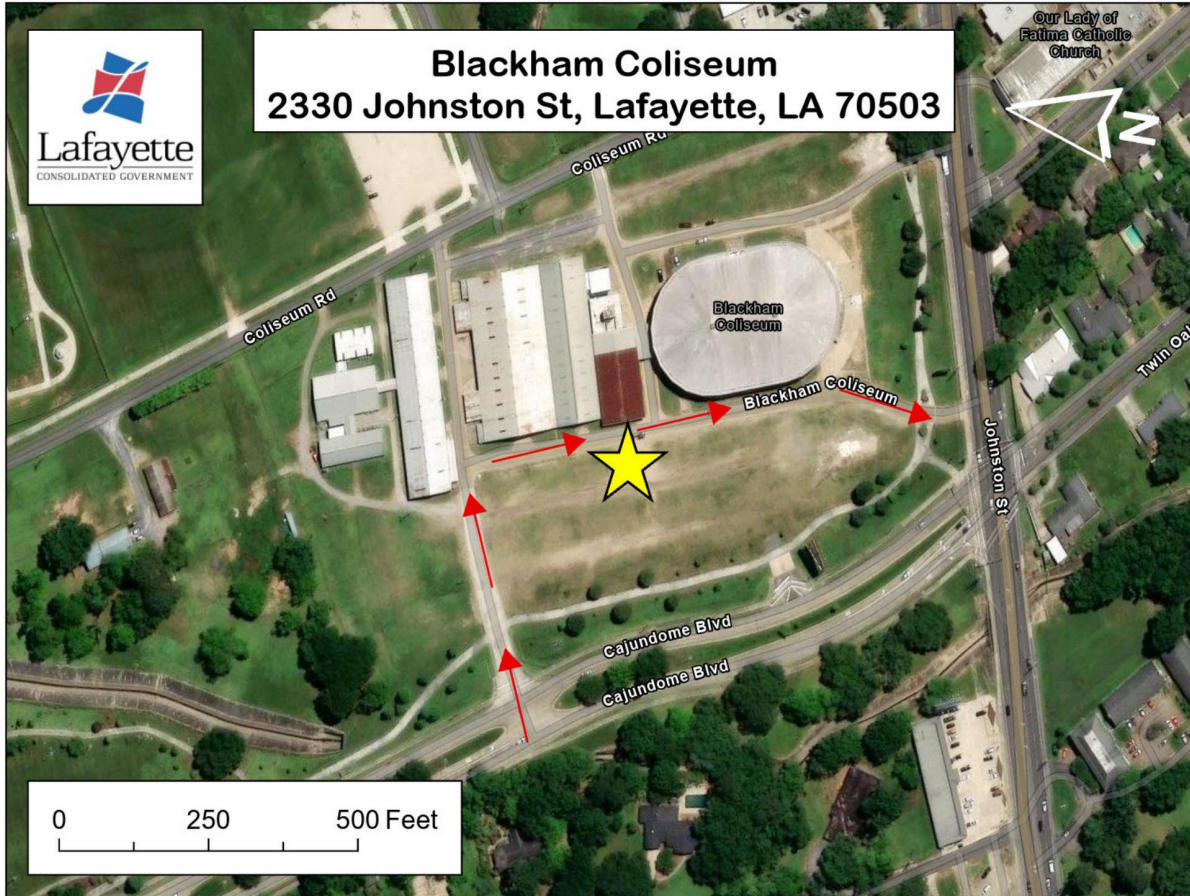 Lafayette
CONSOLIDATED GOVERNMENT
Blackham Coliseum
2330 Johnston St, Lafayette, LA 70503
Our Lady of
Fatima Catholic
Church
N
Coliseum Rd
Coliseum Rd
Blackham
Coliseum
Blackham Coliseum
Twin Oak
Johnston St
Cajundome Blvd
Cajundome Blvd
0 250 500 Feet